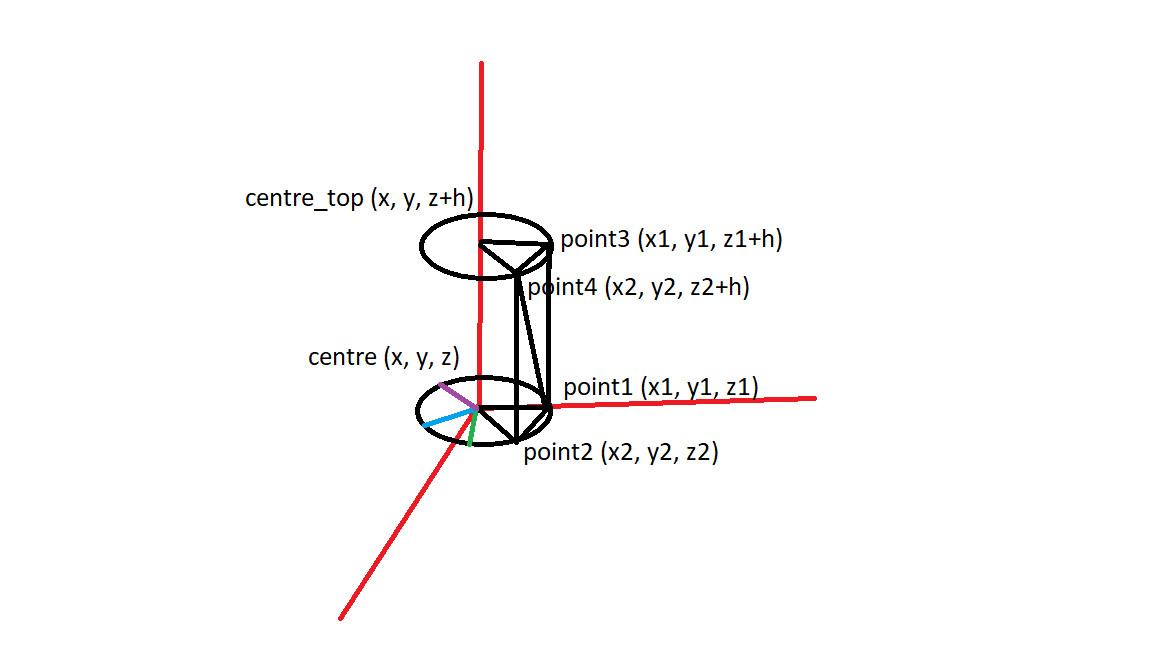 centre_top (x, y, z+h)
point3 (x1, y1, z1+h)
point4 (x2, y2, z2+h)
centre (x, y, z)
point1 (x1, y1, z1)
point2 (x2, y2, z2)